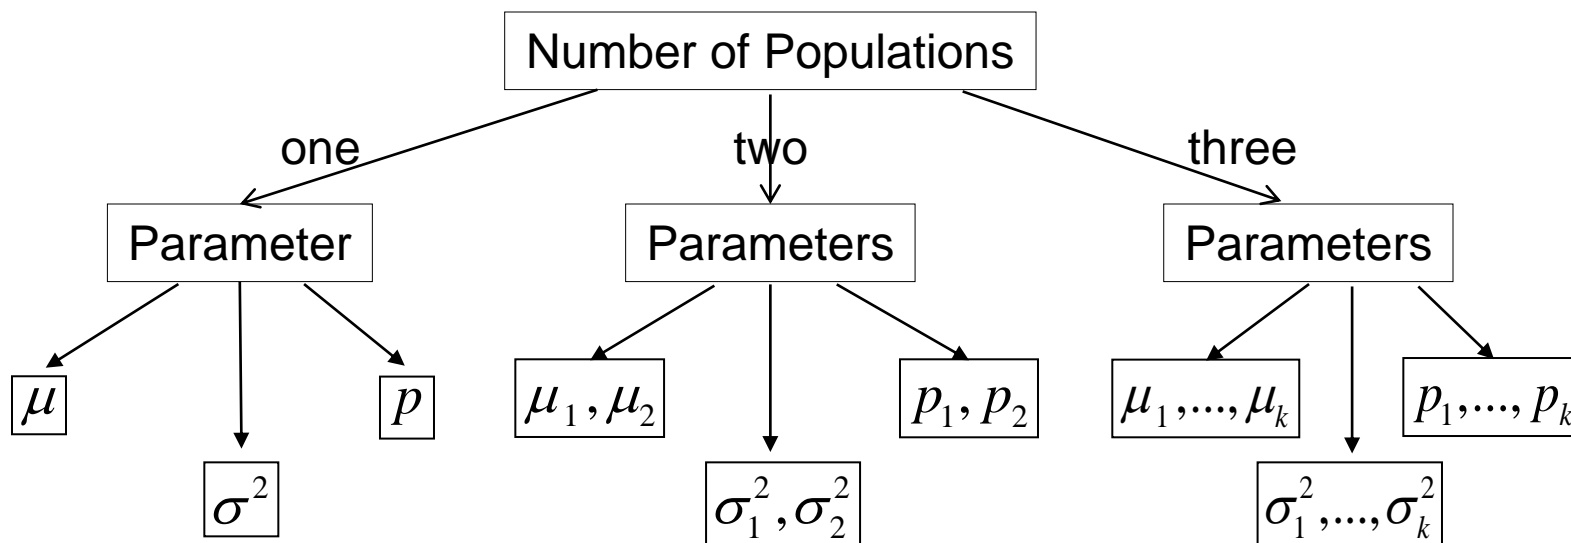 Number of Populations
one two three
Parameter Parameters Parameters
μ p μ₁, μ₂ p₁, p₂ μ₁,..., μₖ p₁,..., pₖ
σ² σ₁², σ₂² σ₁²,..., σₖ²